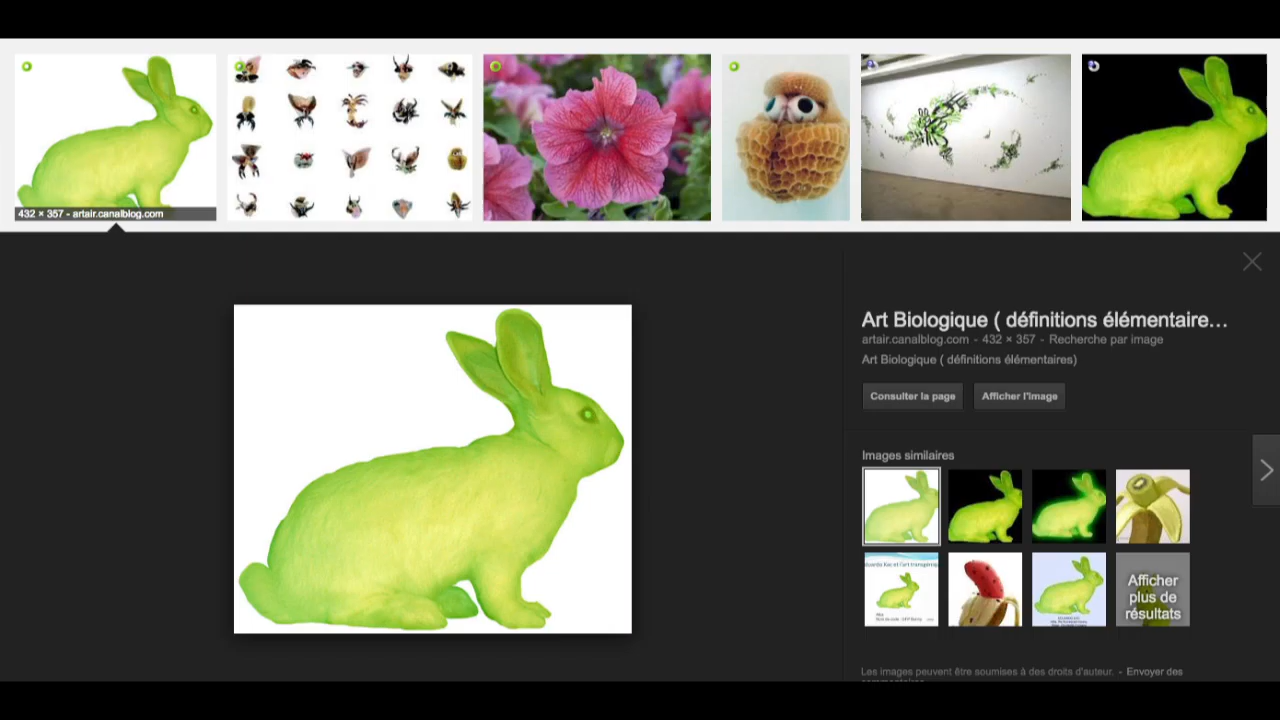 432 × 357 - artair.canalblog.com
Art Biologique ( définitions élémentaire…
artair.canalblog.com - 432 × 357 - Recherche par image
Art Biologique ( définitions élémentaires)
Consulter la page
Afficher l'image
Images similaires
Afficher
plus de
résultats
Les images peuvent être soumises à des droits d'auteur. - Envoyer des